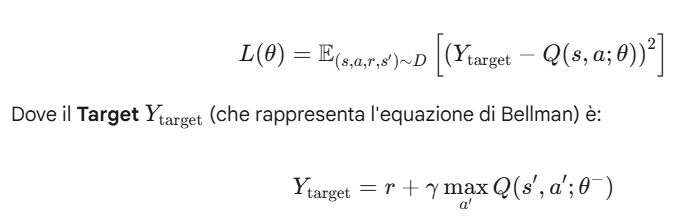 L(θ) = 𝔼_{(s,a,r,s′)∼D} [(Y_target − Q(s, a; θ))²]
Dove il Target Y_target (che rappresenta l'equazione di Bellman) è:
Y_target = r + γ max_{a′} Q(s′, a′; θ⁻)